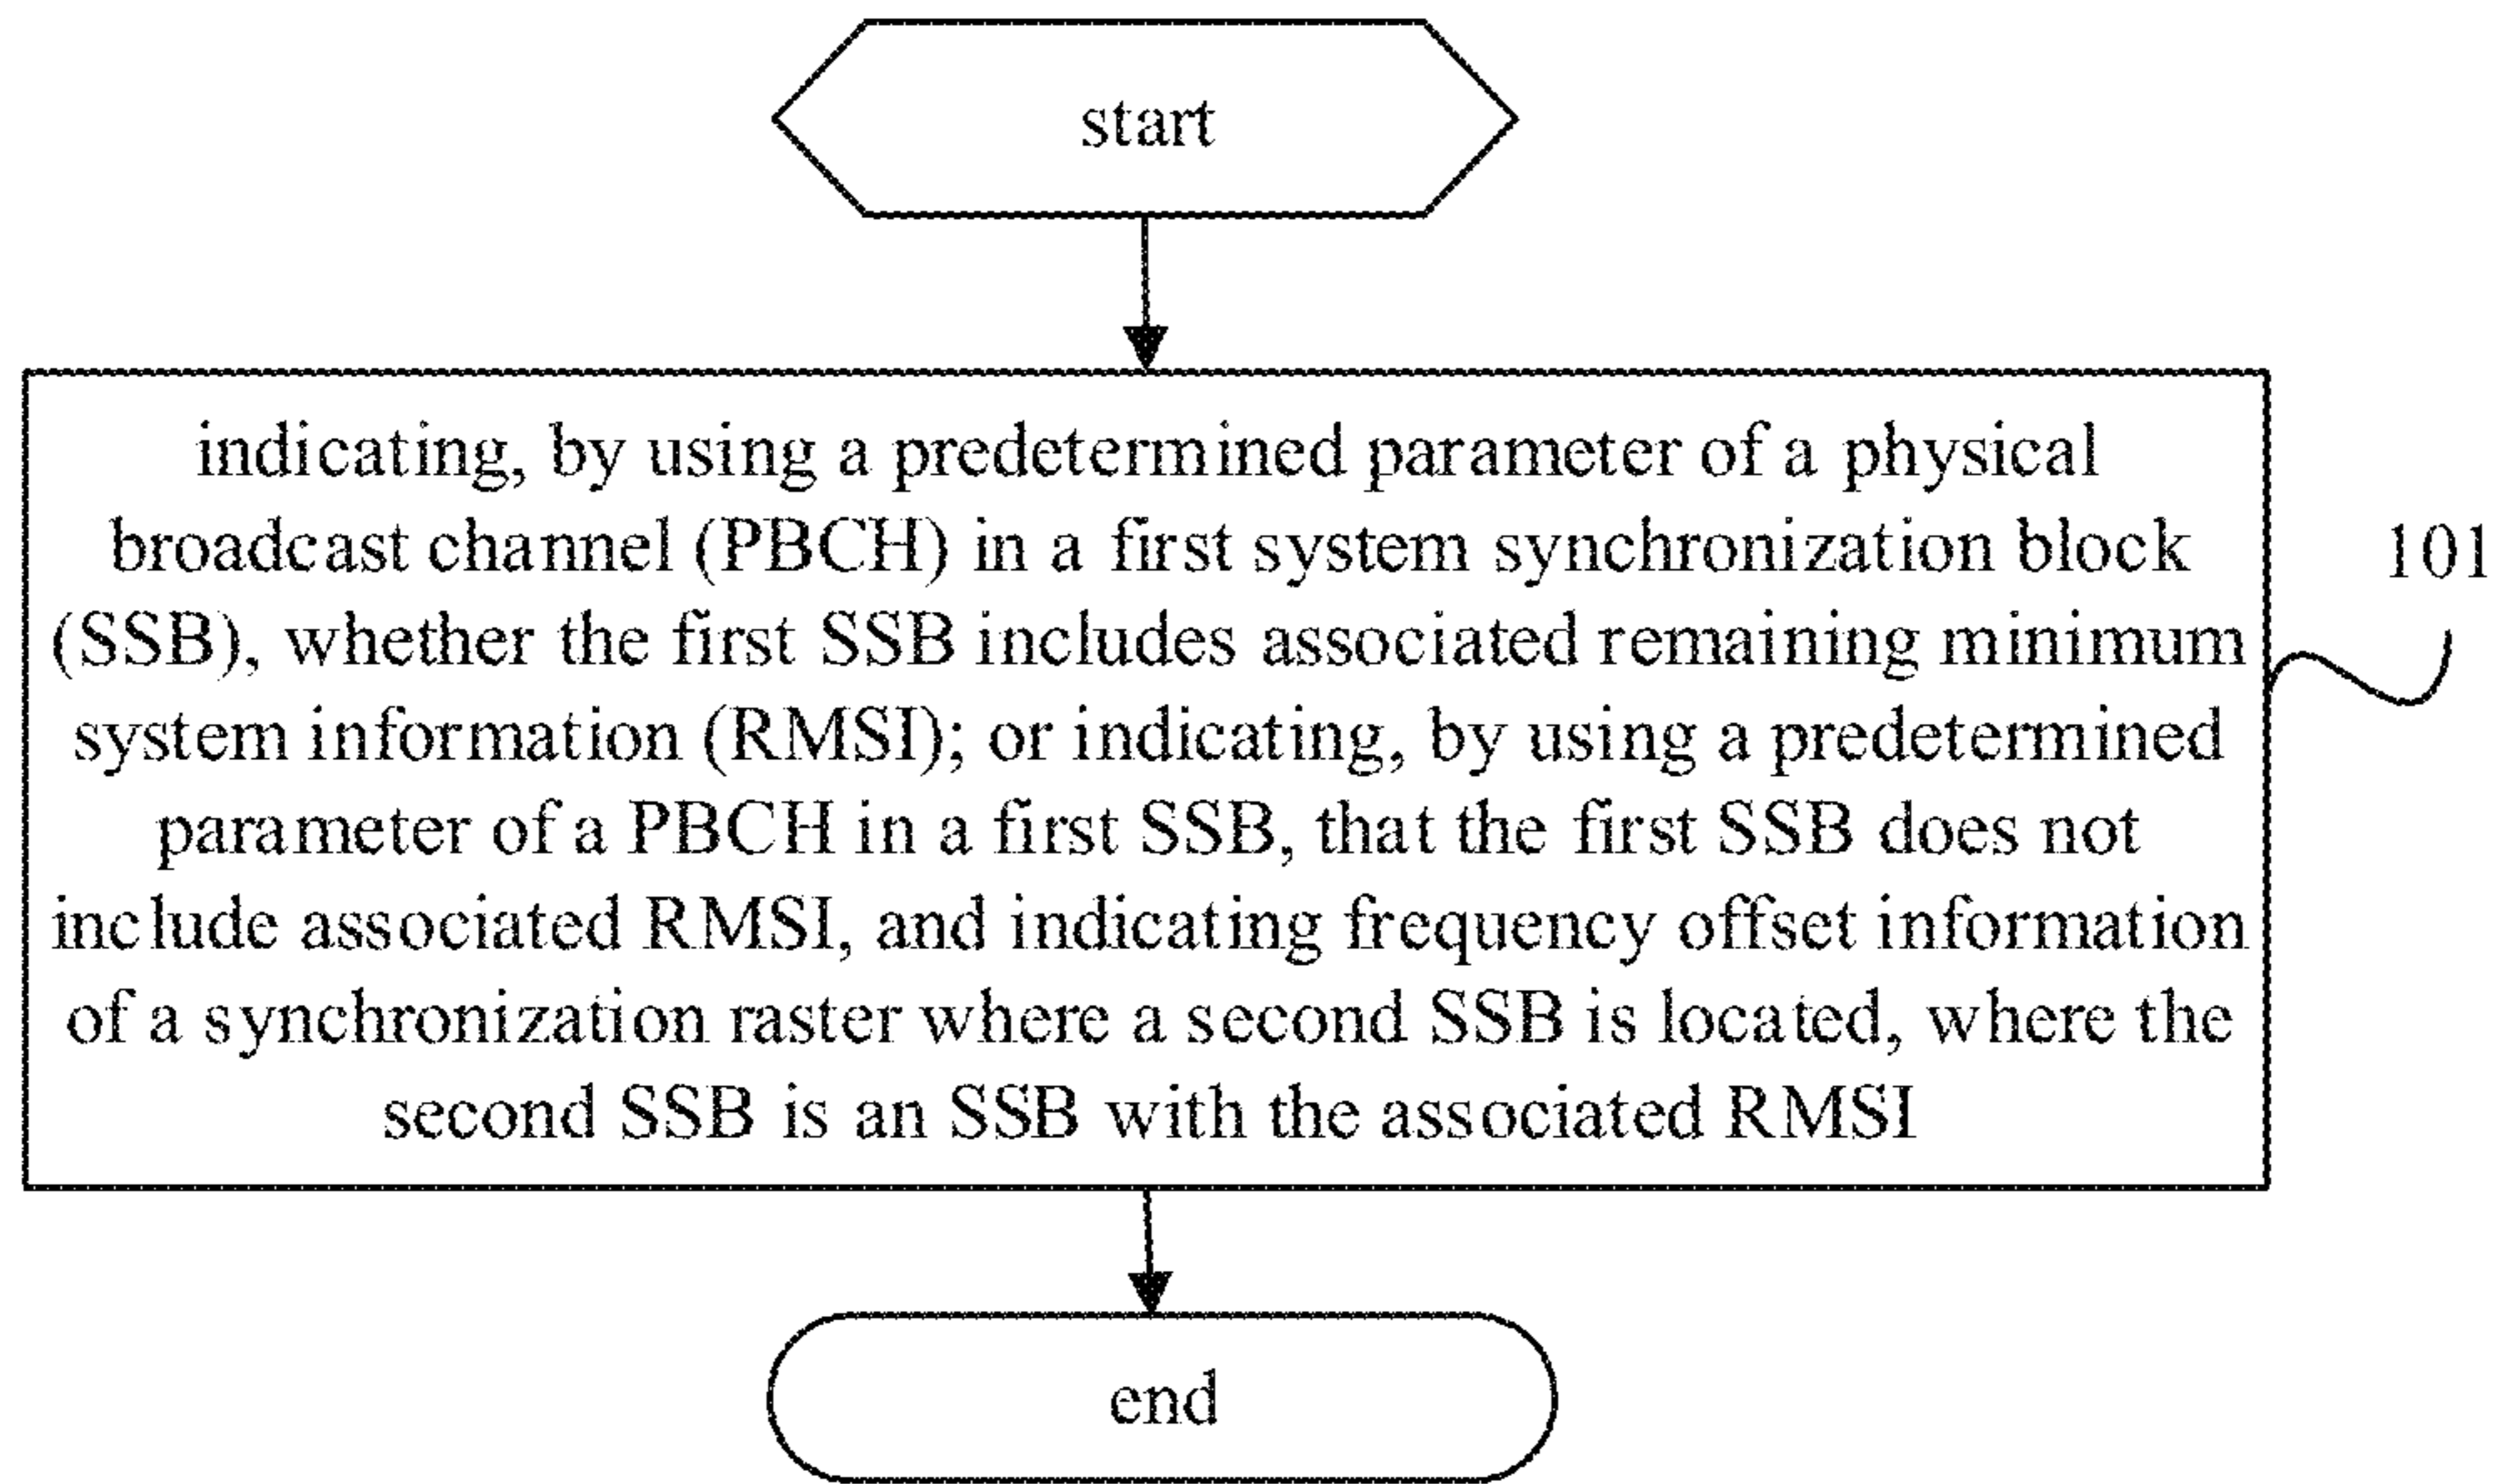 start
indicating, by using a predetermined parameter of a physical
broadcast channel (PBCH) in a first system synchronization block
101
(SSB), whether the first SSB includes associated remaining minimum
system information (RMSI); or indicating, by using a predetermined
parameter of a PBCH in a first SSB, that the first SSB does not
include associated RMSI, and indicating frequency offset information
of a synchronization raster where a second SSB is located, where the
second SSB is an SSB with the associated RMSI
end